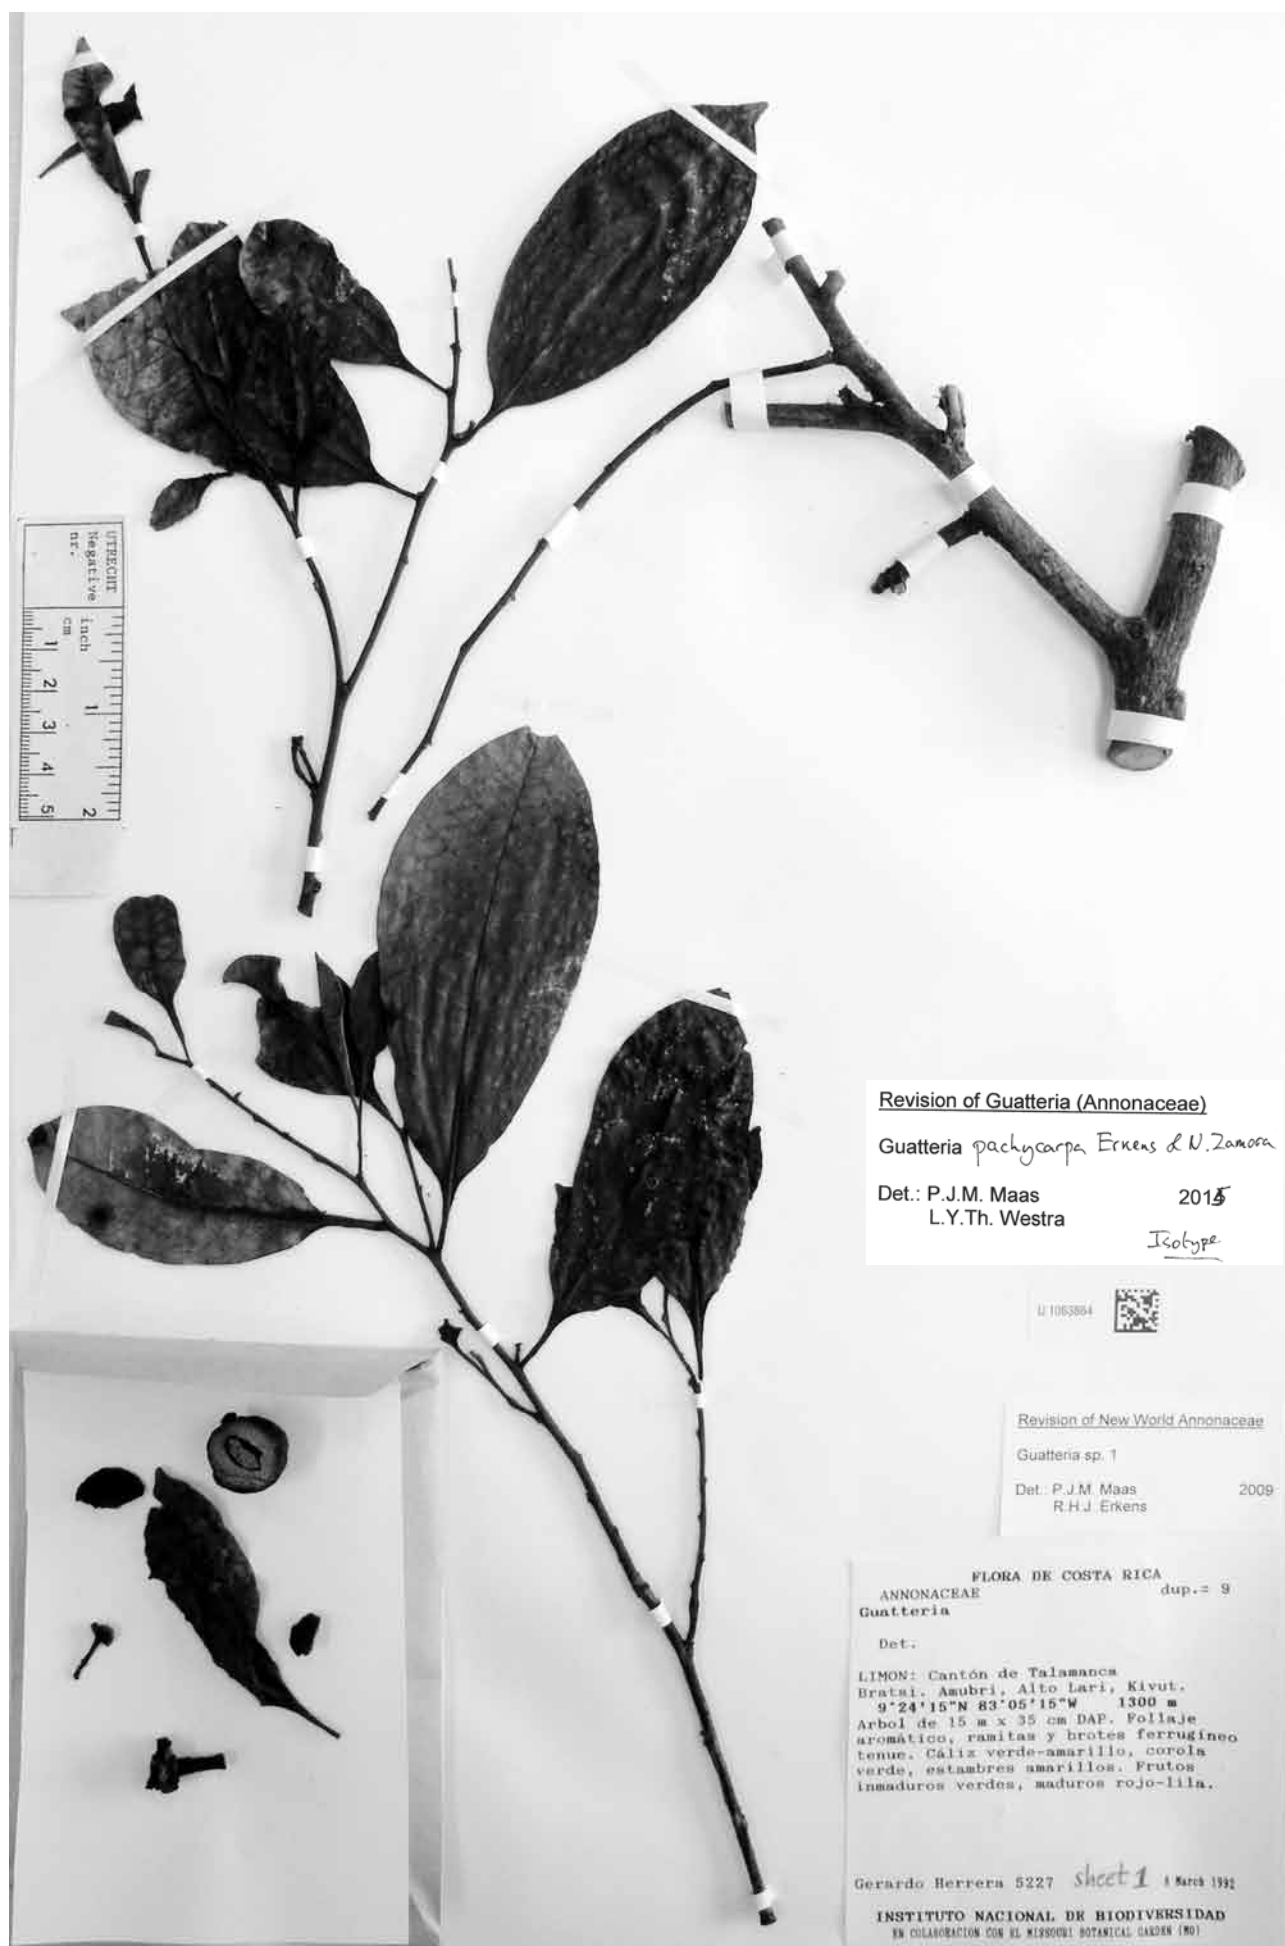 UTRECHT
Negative
nr.
inch
cm
1 2
1 2 3 4 5
Revision of Guatteria (Annonaceae)
Guatteria pachycarpa Erkens & N. Zamora
Det.: P.J.M. Maas 2015
L.Y.Th. Westra
Isotype
U 1063864
Revision of New World Annonaceae
Guatteria sp. 1
Det.: P.J.M. Maas 2009
R.H.J. Erkens
FLORA DE COSTA RICA
ANNONACEAE dup.= 9
Guatteria
Det.
LIMON: Cantón de Talamanca
Bratsi. Amubri, Alto Lari, Kivut.
9°24'15"N 83°05'15"W 1300 m
Arbol de 15 m x 35 cm DAP. Follaje
aromático, ramitas y brotes ferrugíneo
tenue. Cáliz verde-amarillo, corola
verde, estambres amarillos. Frutos
inmaduros verdes, maduros rojo-lila.
Gerardo Herrera 5227 sheet 1 8 March 1992
INSTITUTO NACIONAL DE BIODIVERSIDAD
EN COLABORACION CON EL MISSOURI BOTANICAL GARDEN (MO)